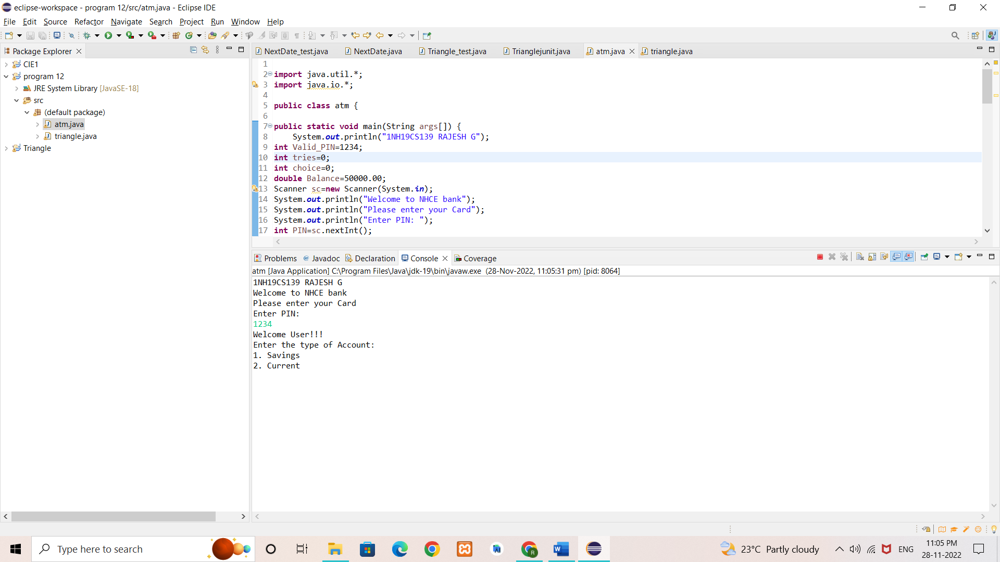 eclipse-workspace - program 12/src/atm.java - Eclipse IDE
File Edit Source Refactor Navigate Search Project Run Window Help
Package Explorer
CIE1
program 12
JRE System Library [JavaSE-18]
src
(default package)
atm.java
triangle.java
Triangle
NextDate_test.java NextDate.java Triangle_test.java Trianglejunit.java atm.java triangle.java
1
2 import java.util.*;
3 import java.io.*;
4
5 public class atm {
6
7 public static void main(String args[]) {
8 System.out.println("1NH19CS139 RAJESH G");
9 int Valid_PIN=1234;
10 int tries=0;
11 int choice=0;
12 double Balance=50000.00;
13 Scanner sc=new Scanner(System.in);
14 System.out.println("Welcome to NHCE bank");
15 System.out.println("Please enter your Card");
16 System.out.println("Enter PIN: ");
17 int PIN=sc.nextInt();
Problems @ Javadoc Declaration Console Coverage
atm [Java Application] C:\Program Files\Java\jdk-19\bin\javaw.exe (28-Nov-2022, 11:05:31 pm) [pid: 8064]
1NH19CS139 RAJESH G
Welcome to NHCE bank
Please enter your Card
Enter PIN:
1234
Welcome User!!!
Enter the type of Account:
1. Savings
2. Current
Type here to search
23°C Partly cloudy
ENG
11:05 PM
28-11-2022